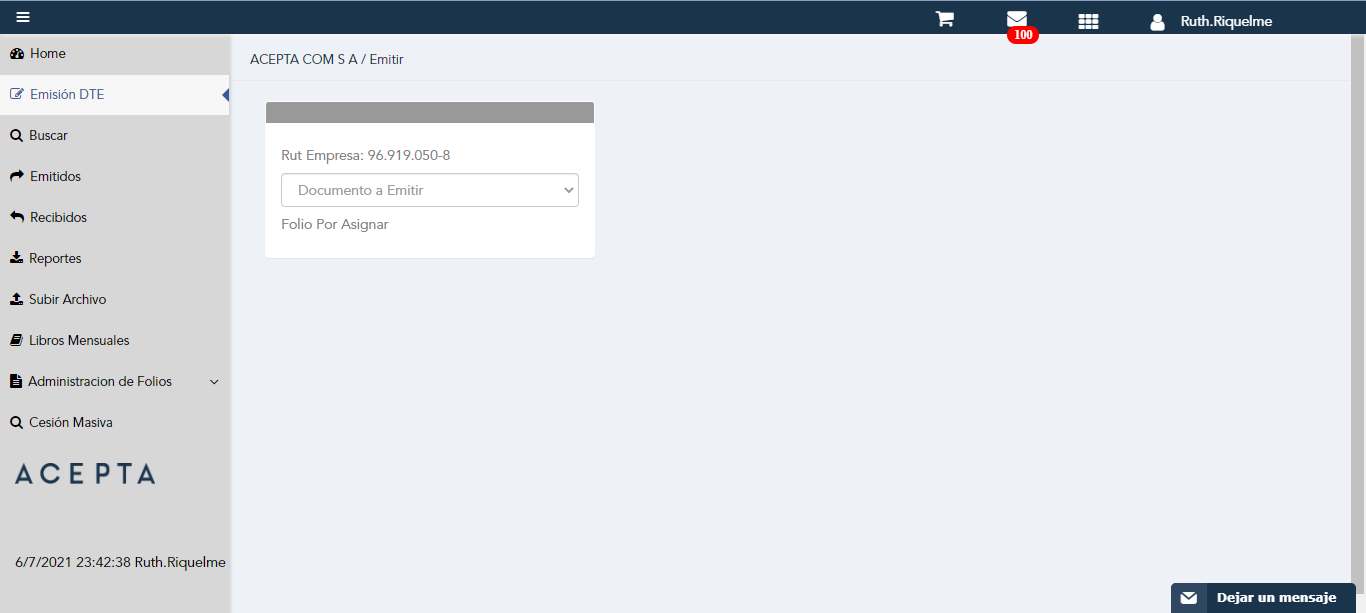 100
Ruth.Riquelme
Home
Emisión DTE
Buscar
Emitidos
Recibidos
Reportes
Subir Archivo
Libros Mensuales
Administracion de Folios
Cesión Masiva
ACEPTA
6/7/2021 23:42:38 Ruth.Riquelme
ACEPTA COM S A / Emitir
Rut Empresa: 96.919.050-8
Documento a Emitir
Folio Por Asignar
Dejar un mensaje